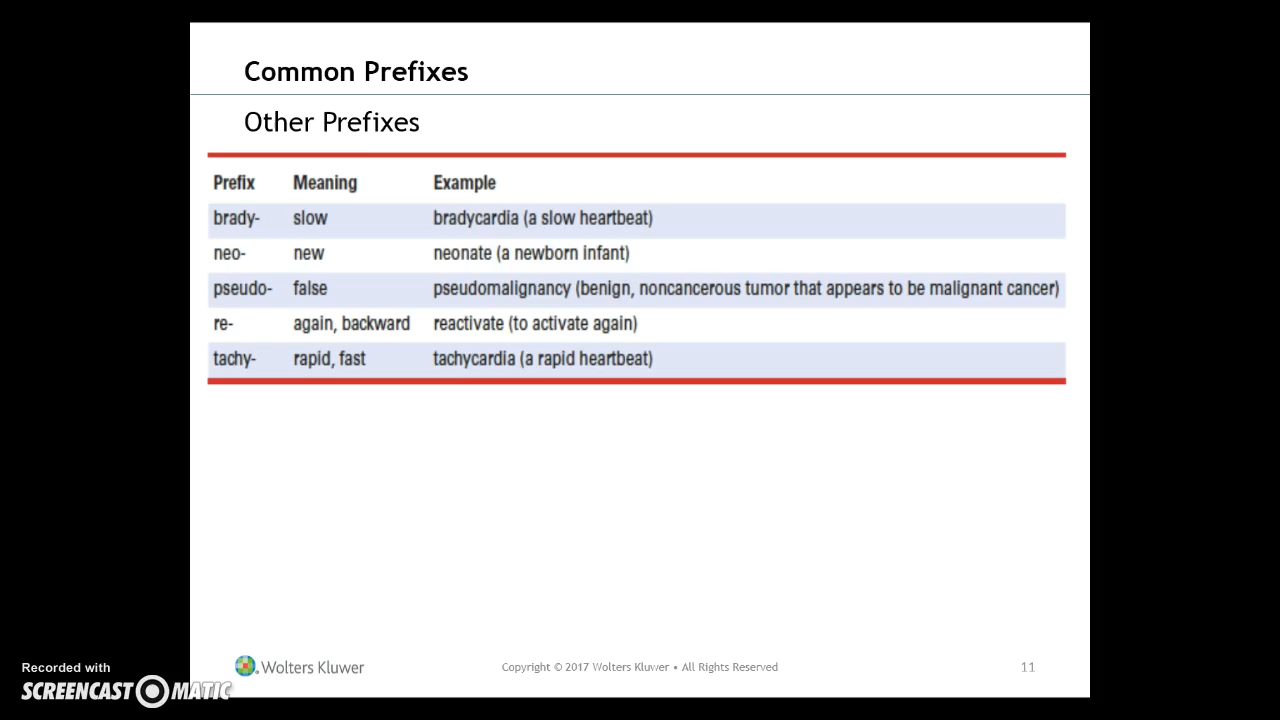 Common Prefixes
Other Prefixes
Prefix Meaning Example
brady- slow bradycardia (a slow heartbeat)
neo- new neonate (a newborn infant)
pseudo- false pseudomalignancy (benign, noncancerous tumor that appears to be malignant cancer)
re- again, backward reactivate (to activate again)
tachy- rapid, fast tachycardia (a rapid heartbeat)
Wolters Kluwer Copyright © 2017 Wolters Kluwer • All Rights Reserved 11
Recorded with
SCREENCAST MATIC